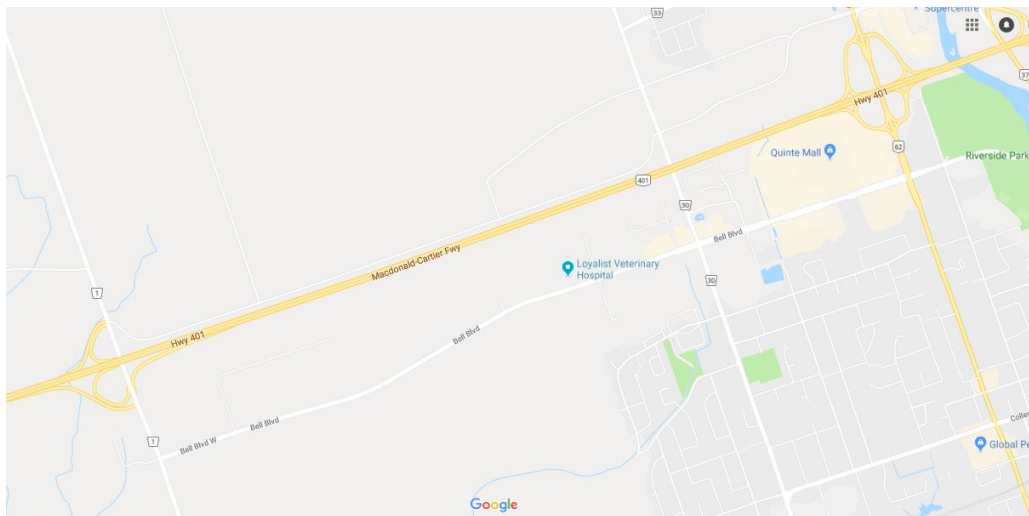 Supercentre
33
37
Hwy 401
62
Quinte Mall
Riverside Park
401
30
Bell Blvd
Macdonald-Cartier Fwy
Loyalist Veterinary
Hospital
30
1
Bell Blvd
Hwy 401
Bell Blvd
Colle
1
Bell Blvd W
Global Pe
Google